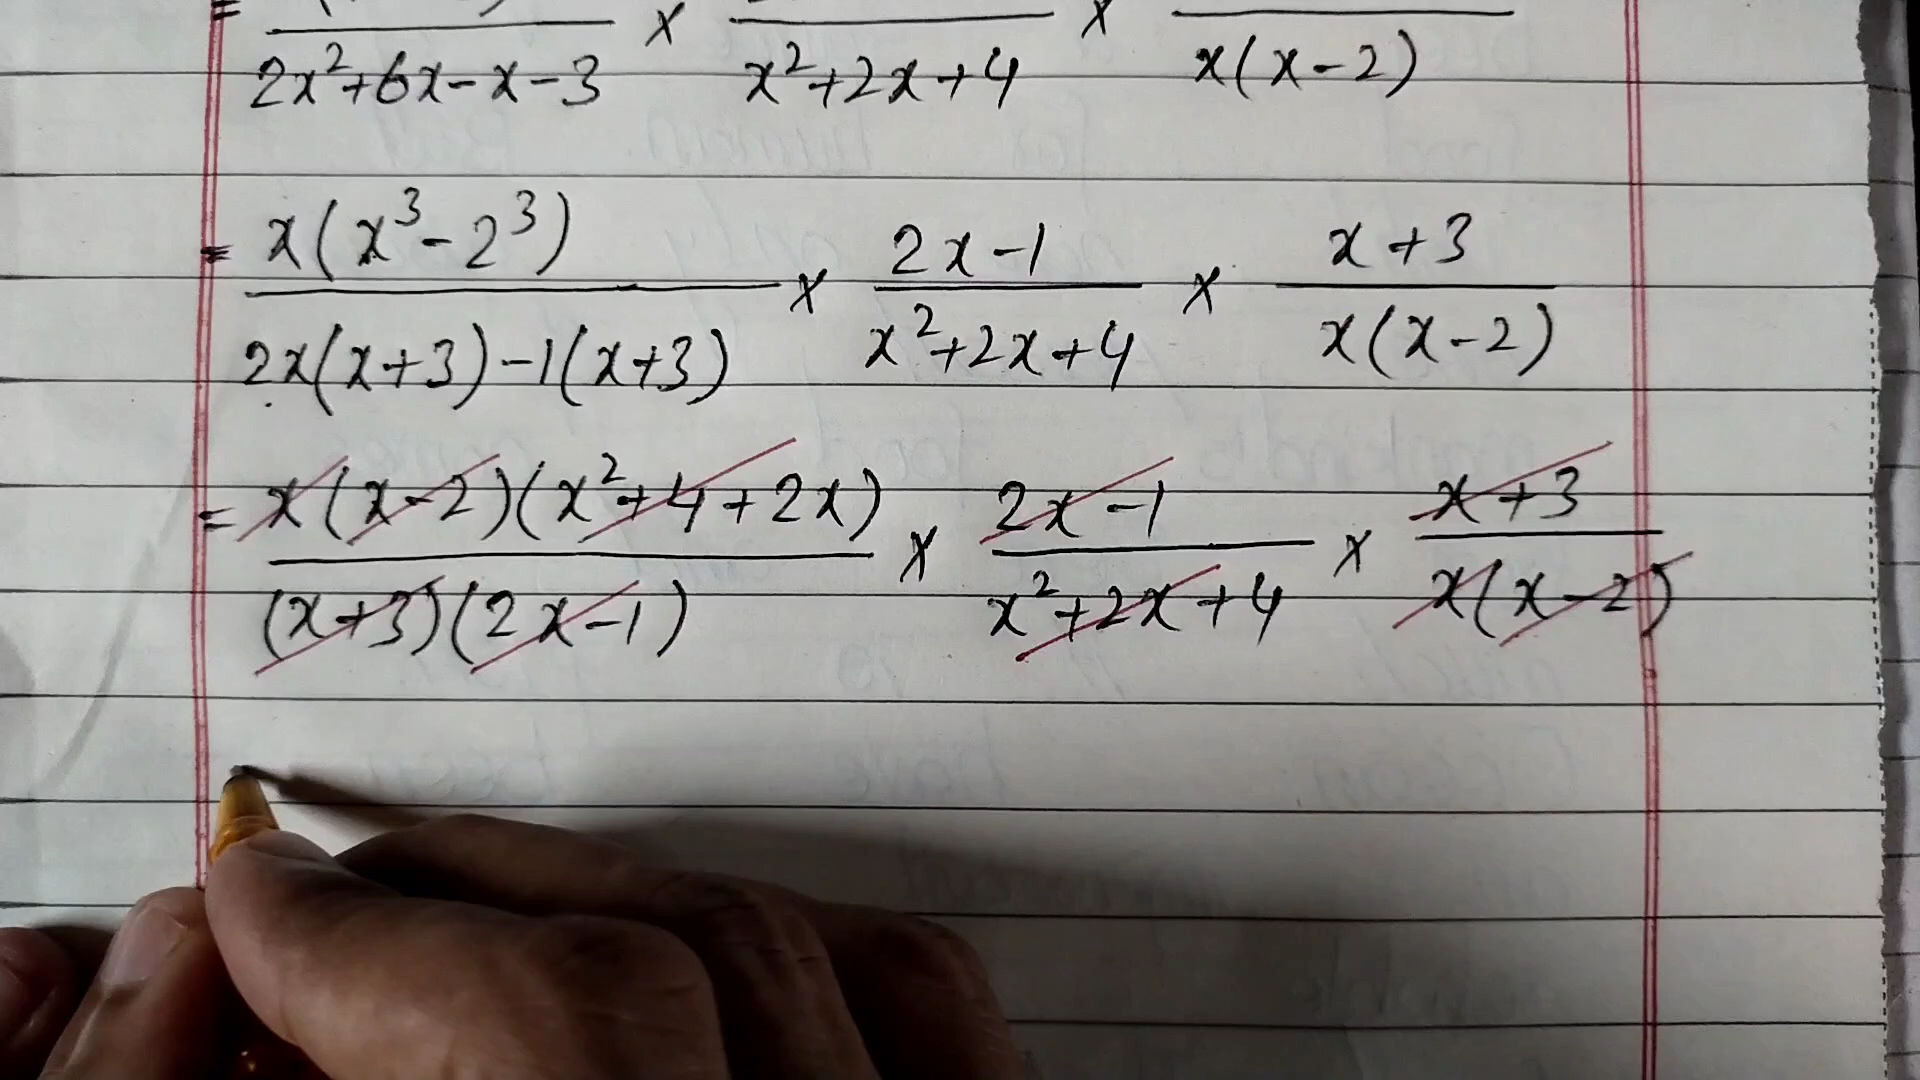 =
× ×
2x²+6x-x-3 x²+2x+4 x(x-2)
= x(x³-2³) / 2x(x+3)-1(x+3) × 2x-1 / x²+2x+4 × x+3 / x(x-2)
= x(x-2)(x²+4+2x) / (x+3)(2x-1) × 2x-1 / x²+2x+4 × x+3 / x(x-2)